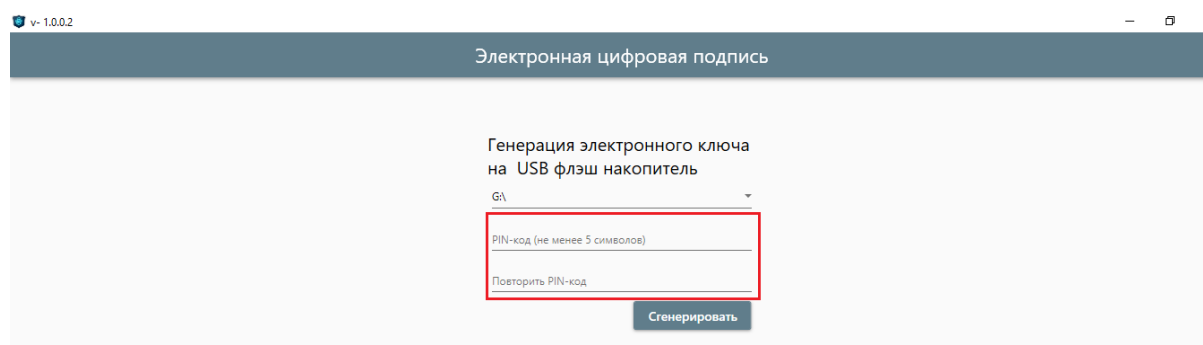 v- 1.0.0.2
Электронная цифровая подпись
Генерация электронного ключа
на USB флэш накопитель
G:\
PIN-код (не менее 5 символов)
Повторить PIN-код
Сгенерировать